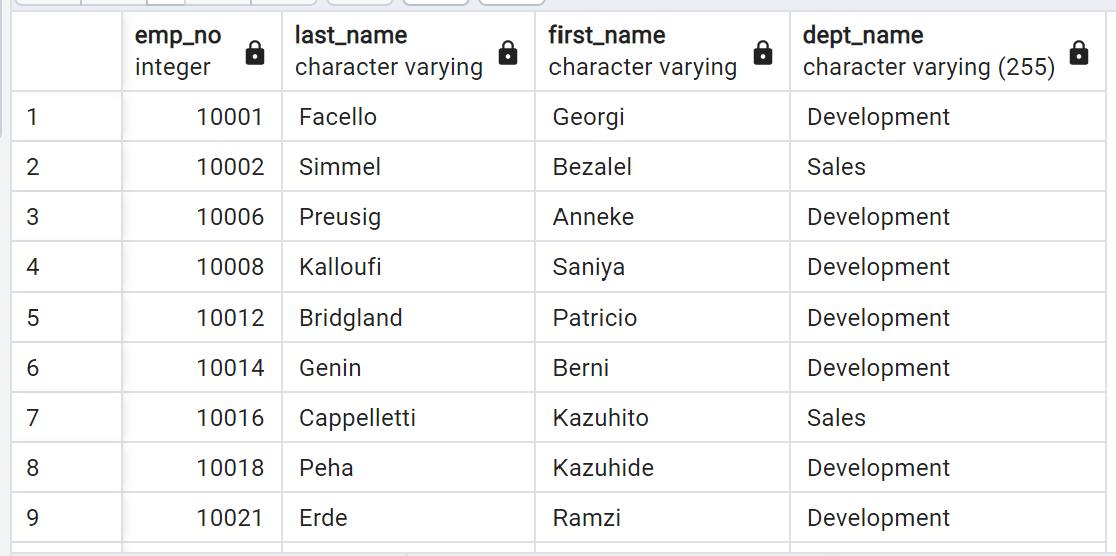 emp_no last_name first_name dept_name
integer character varying character varying character varying (255)
1 10001 Facello Georgi Development
2 10002 Simmel Bezalel Sales
3 10006 Preusig Anneke Development
4 10008 Kalloufi Saniya Development
5 10012 Bridgland Patricio Development
6 10014 Genin Berni Development
7 10016 Cappelletti Kazuhito Sales
8 10018 Peha Kazuhide Development
9 10021 Erde Ramzi Development